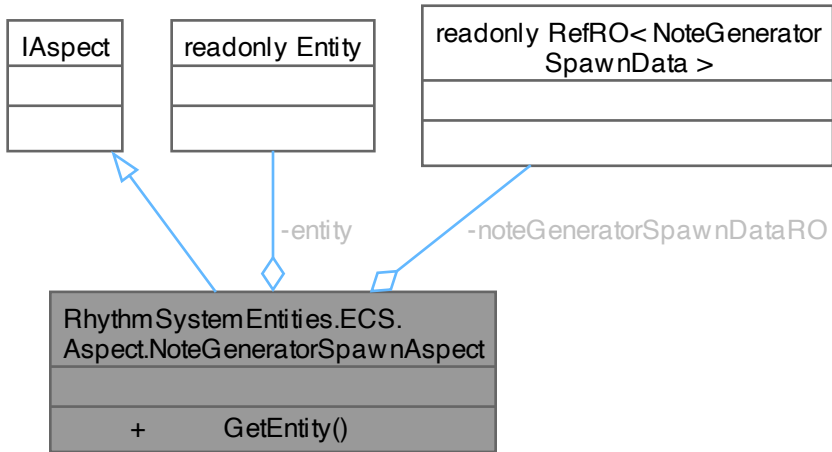 IAspect
readonly Entity
readonly RefRO< NoteGenerator
SpawnData >
-entity
-noteGeneratorSpawnDataRO
RhythmSystemEntities.ECS.
Aspect.NoteGeneratorSpawnAspect
+ GetEntity()